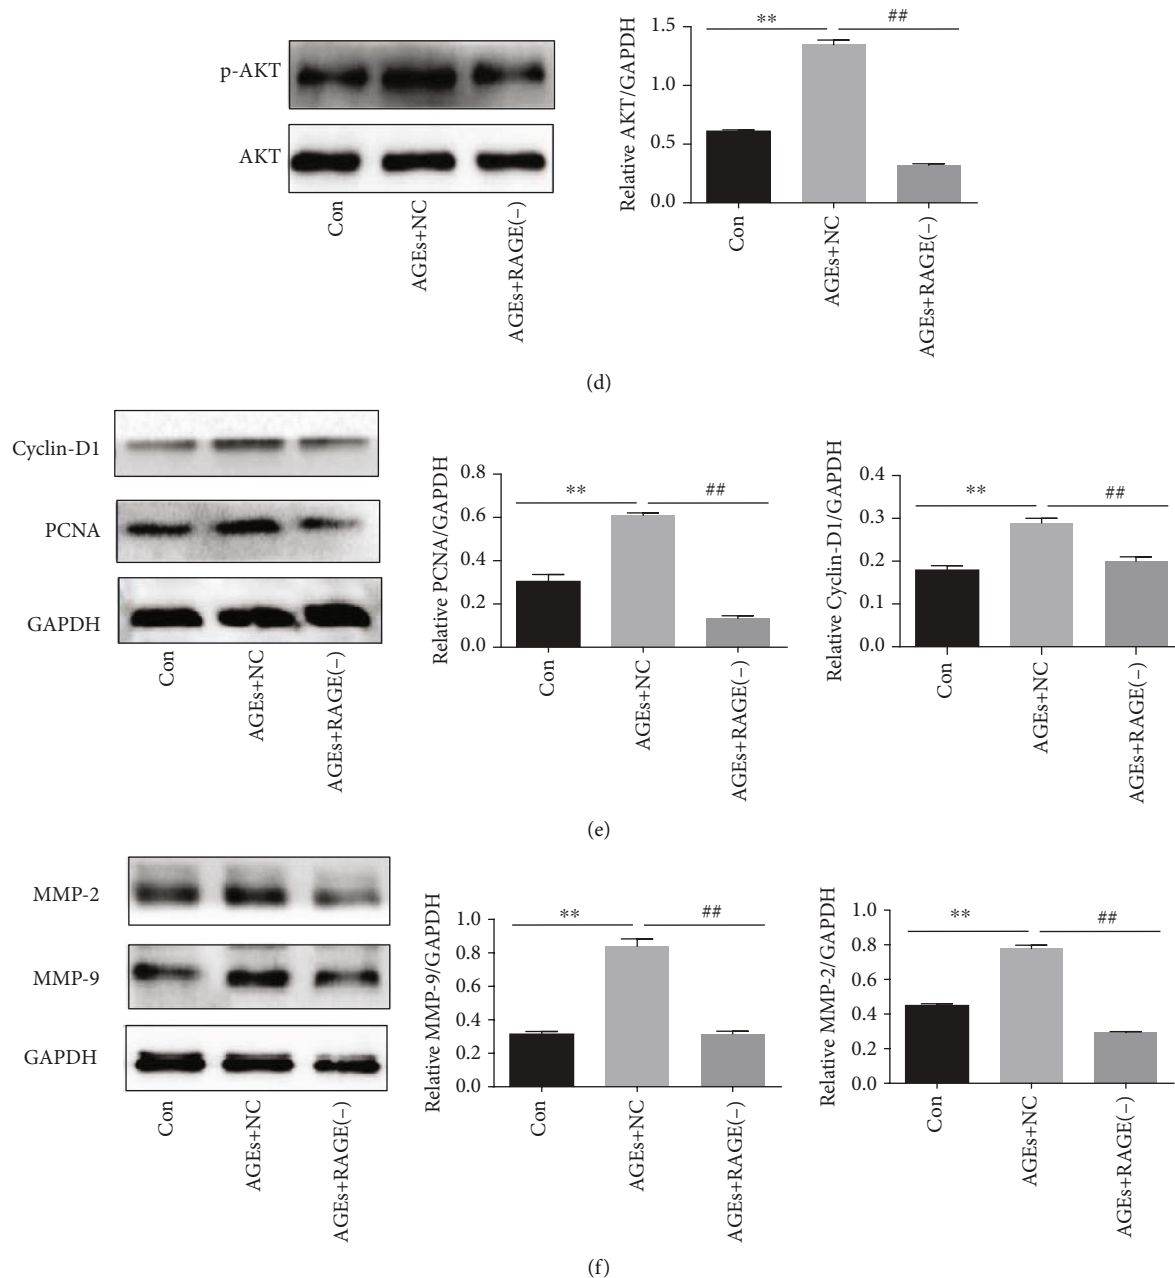 p-AKT
AKT
Con
AGEs+NC
AGEs+RAGE(−)
Relative AKT/GAPDH
1.5
1.0
0.5
0.0
**
##
Con
AGEs+NC
AGEs+RAGE(−)
(d)
Cyclin-D1
PCNA
GAPDH
Con
AGEs+NC
AGEs+RAGE(−)
Relative PCNA/GAPDH
0.8
0.6
0.4
0.2
0.0
**
##
Con
AGEs+NC
AGEs+RAGE(−)
Relative Cyclin-D1/GAPDH
0.4
0.3
0.2
0.1
0.0
**
##
Con
AGEs+NC
AGEs+RAGE(−)
(e)
MMP-2
MMP-9
GAPDH
Con
AGEs+NC
AGEs+RAGE(−)
Relative MMP-9/GAPDH
1.0
0.8
0.6
0.4
0.2
0.0
**
##
Con
AGEs+NC
AGEs+RAGE(−)
Relative MMP-2/GAPDH
1.0
0.8
0.6
0.4
0.2
0.0
**
##
Con
AGEs+NC
AGEs+RAGE(−)
(f)